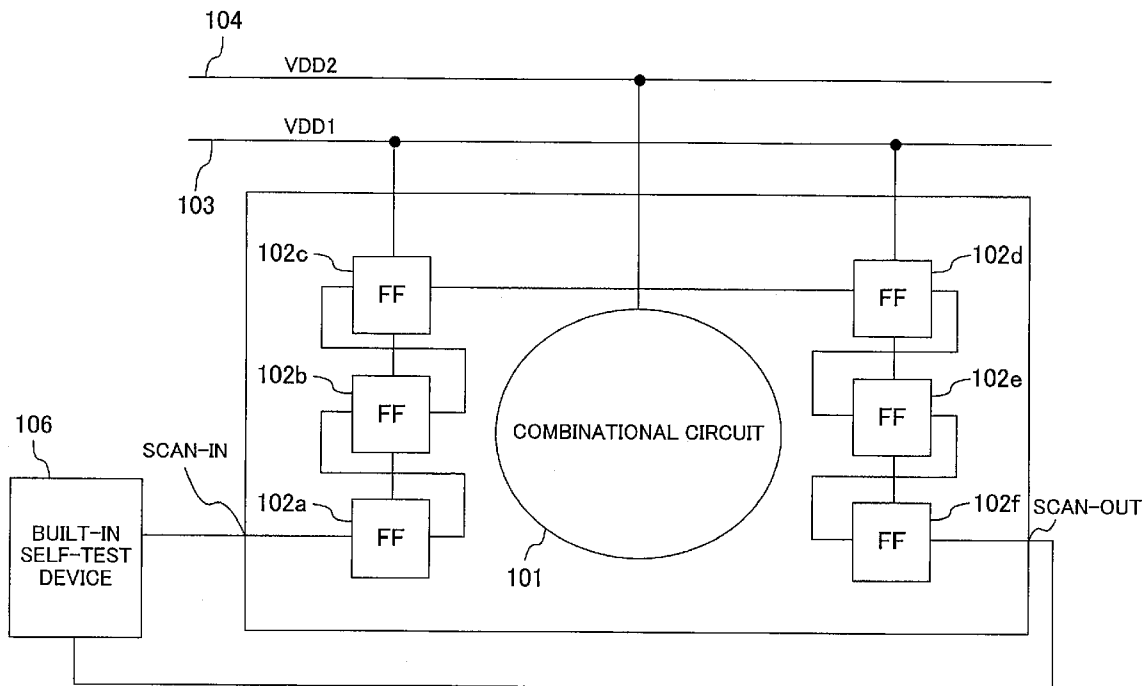 104
VDD2
VDD1
103
102c
FF
102d
FF
102b
FF
102e
FF
106
SCAN-IN
COMBINATIONAL CIRCUIT
102a
FF
102f
FF
SCAN-OUT
BUILT-IN
SELF-TEST
DEVICE
101